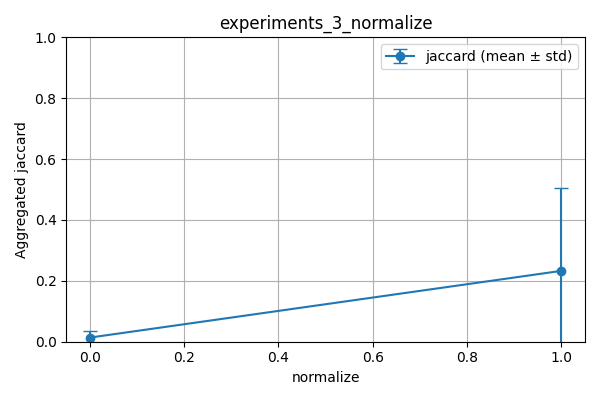 experiments_3_normalize
jaccard (mean ± std)
Aggregated jaccard
1.0
0.8
0.6
0.4
0.2
0.0
0.0 0.2 0.4 0.6 0.8 1.0
normalize